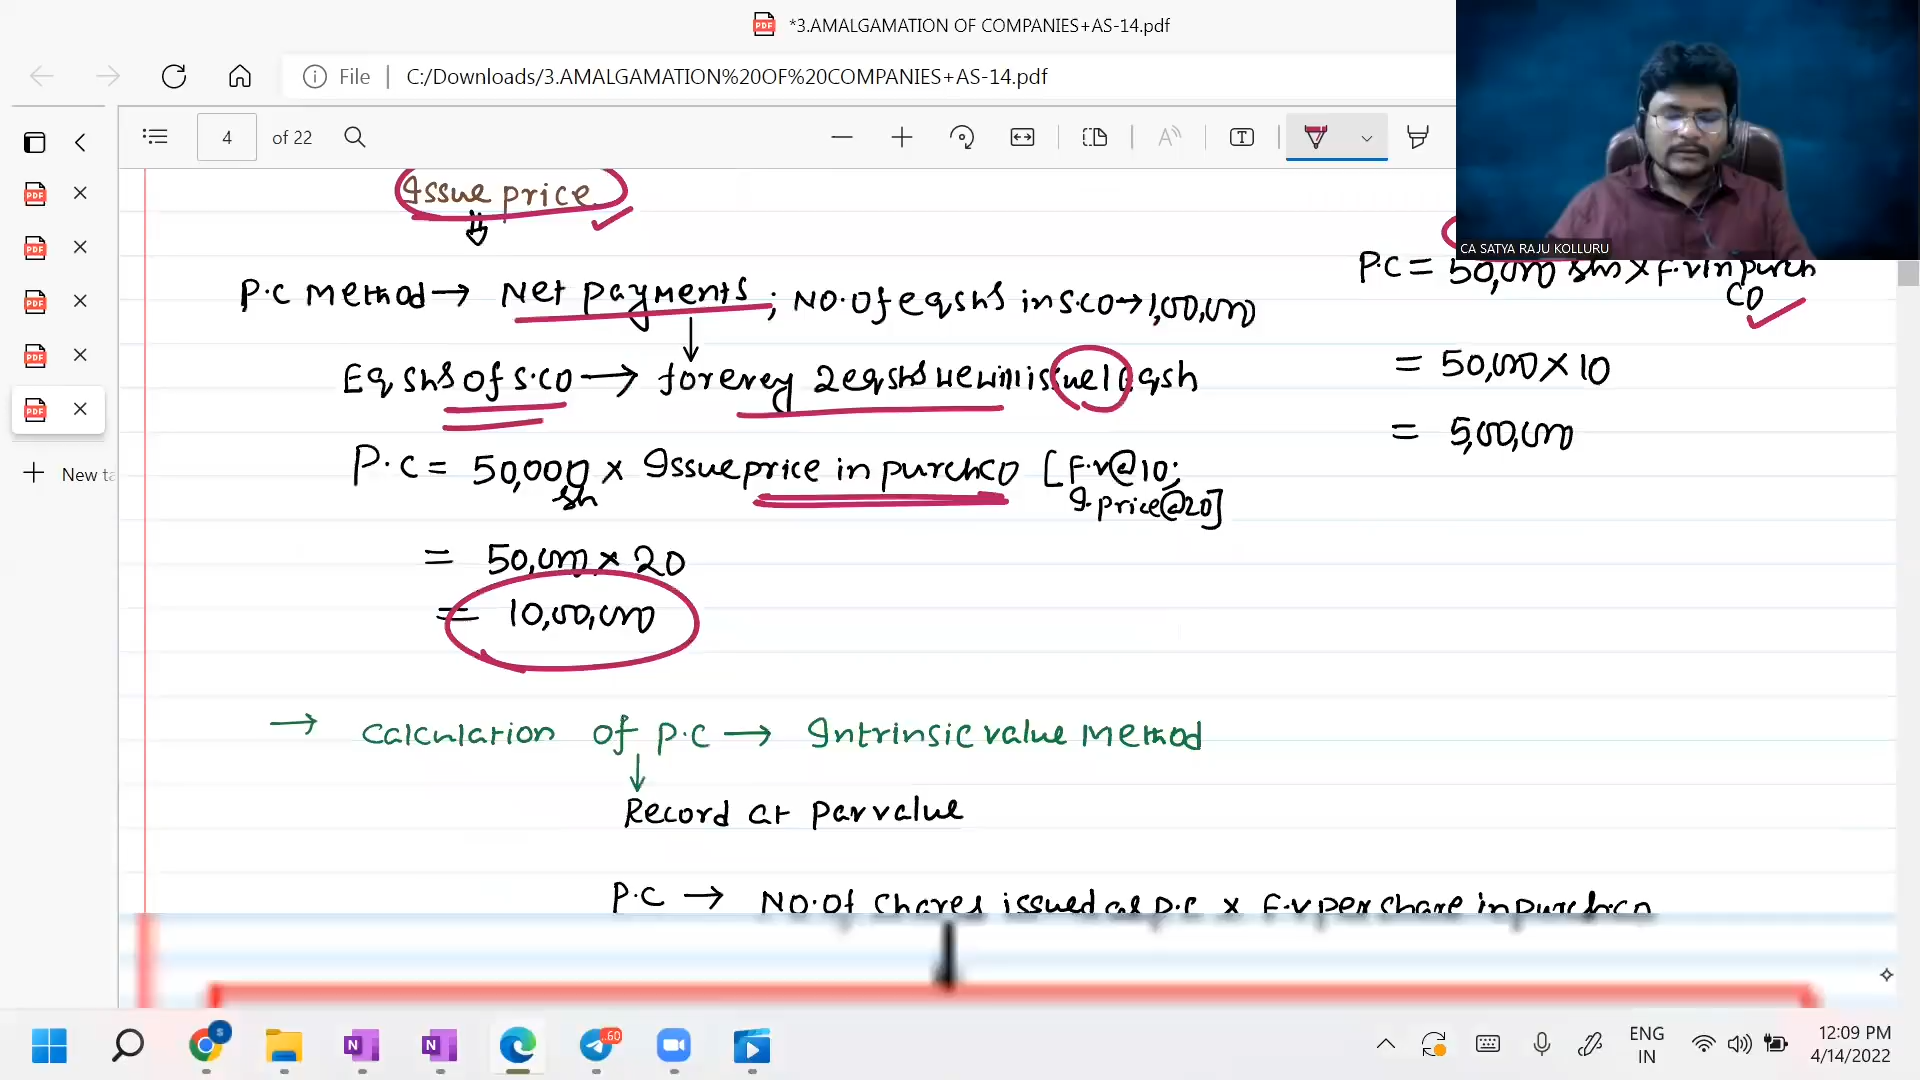 *3.AMALGAMATION OF COMPANIES+AS-14.pdf
File | C:/Downloads/3.AMALGAMATION%20OF%20COMPANIES+AS-14.pdf
4 of 22
CA SATYA RAJU KOLLURU
New ta
Issue price
P.C Method → Net payments ; No. of eq shs in S.CO → 1,00,000
Eq shs of S.CO → for every 2 eq shs we will issue 1 eq sh
P.C = 50,000 sh × Issue price in purch CO [F.V@10;
I.price@20]
= 50,000 × 20
= 10,00,000
P.C = 50,000 shs × F.V in purch
CO
= 50,000 × 10
= 5,00,000
→ Calculation of P.C → Intrinsic value Method
Record at par value
P.C → No. of Shares issued as P.C × F.V per share in purch.co
.60
ENG
IN
12:09 PM
4/14/2022